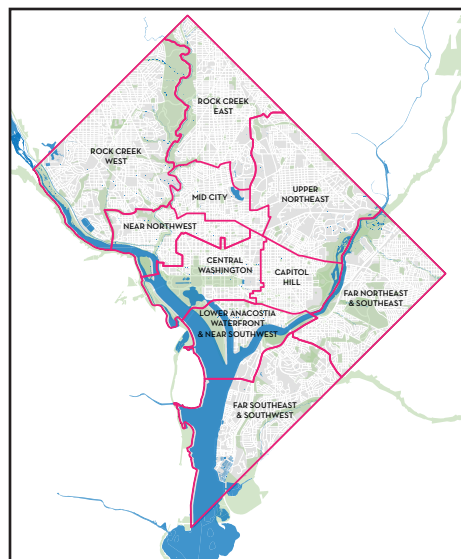 ROCK CREEK
EAST
ROCK CREEK
WEST
UPPER
NORTHEAST
MID CITY
NEAR NORTHWEST
CENTRAL
WASHINGTON
CAPITOL
HILL
FAR NORTHEAST
& SOUTHEAST
LOWER ANACOSTIA
WATERFRONT
& NEAR SOUTHWEST
FAR SOUTHEAST
& SOUTHWEST